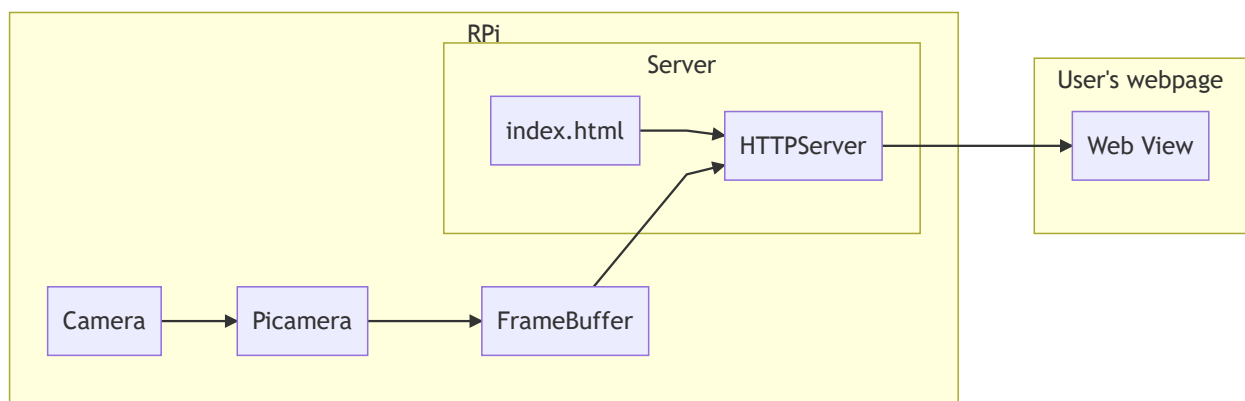 RPi
Server
User's webpage
index.html
HTTPServer
Web View
Camera
Picamera
FrameBuffer